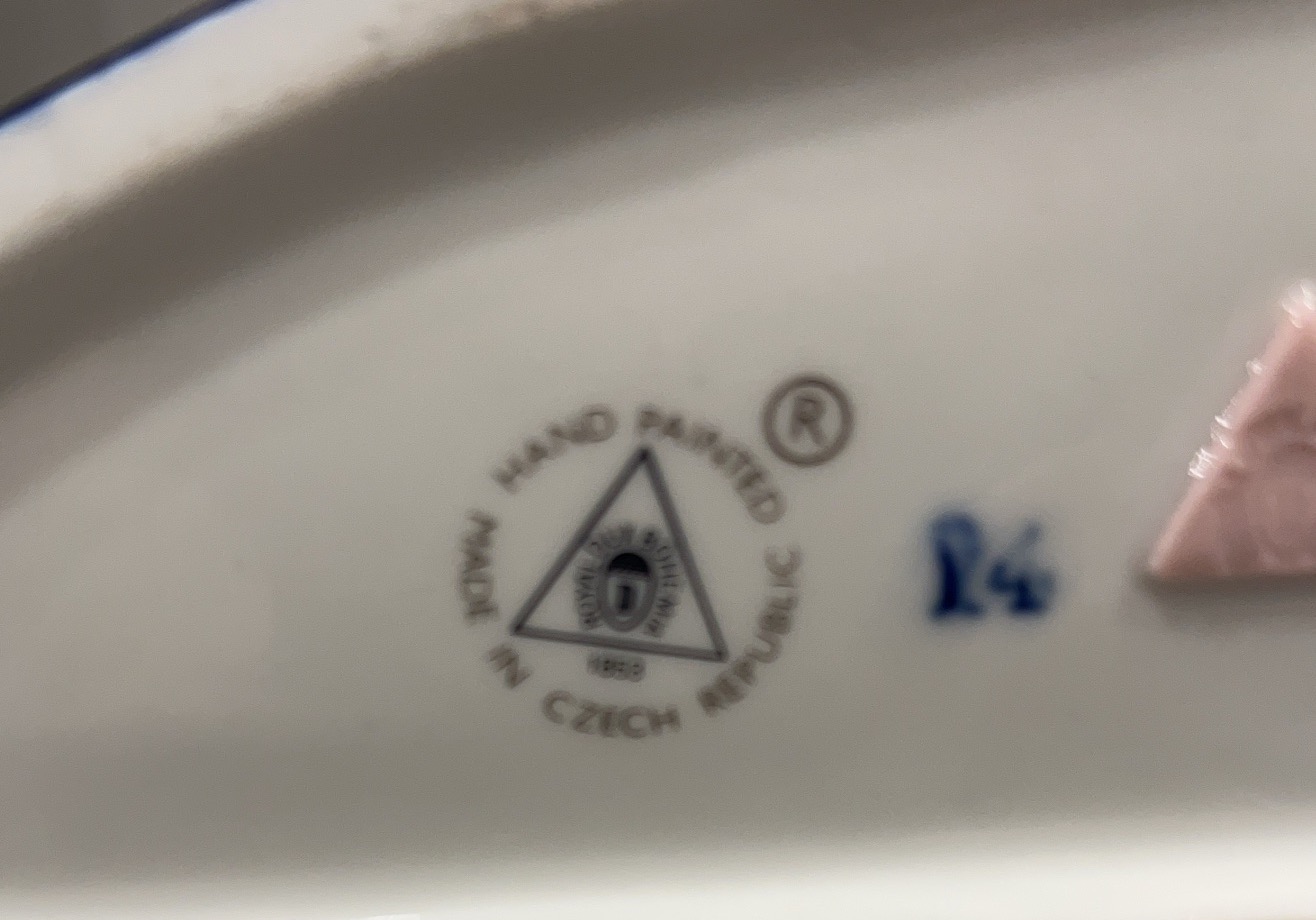 HAND PAINTED
®
MADE IN CZECH REPUBLIC
ROYAL DUX BOHEMIA